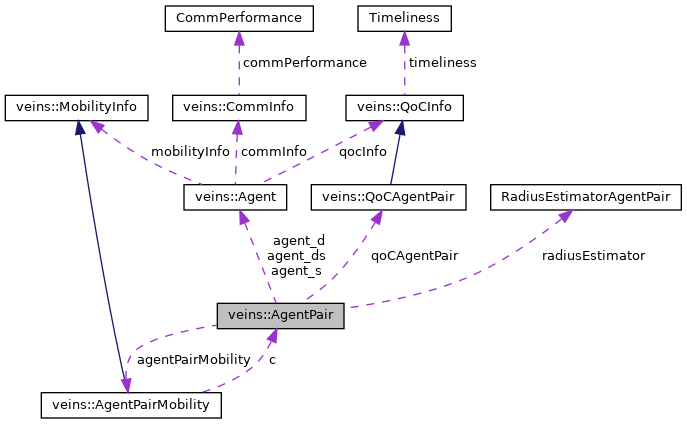 CommPerformance
Timeliness
commPerformance
timeliness
veins::MobilityInfo
veins::CommInfo
veins::QoCInfo
mobilityInfo
commInfo
qocInfo
veins::Agent
veins::QoCAgentPair
RadiusEstimatorAgentPair
agent_d
agent_ds
agent_s
qoCAgentPair
radiusEstimator
veins::AgentPair
agentPairMobility
c
veins::AgentPairMobility